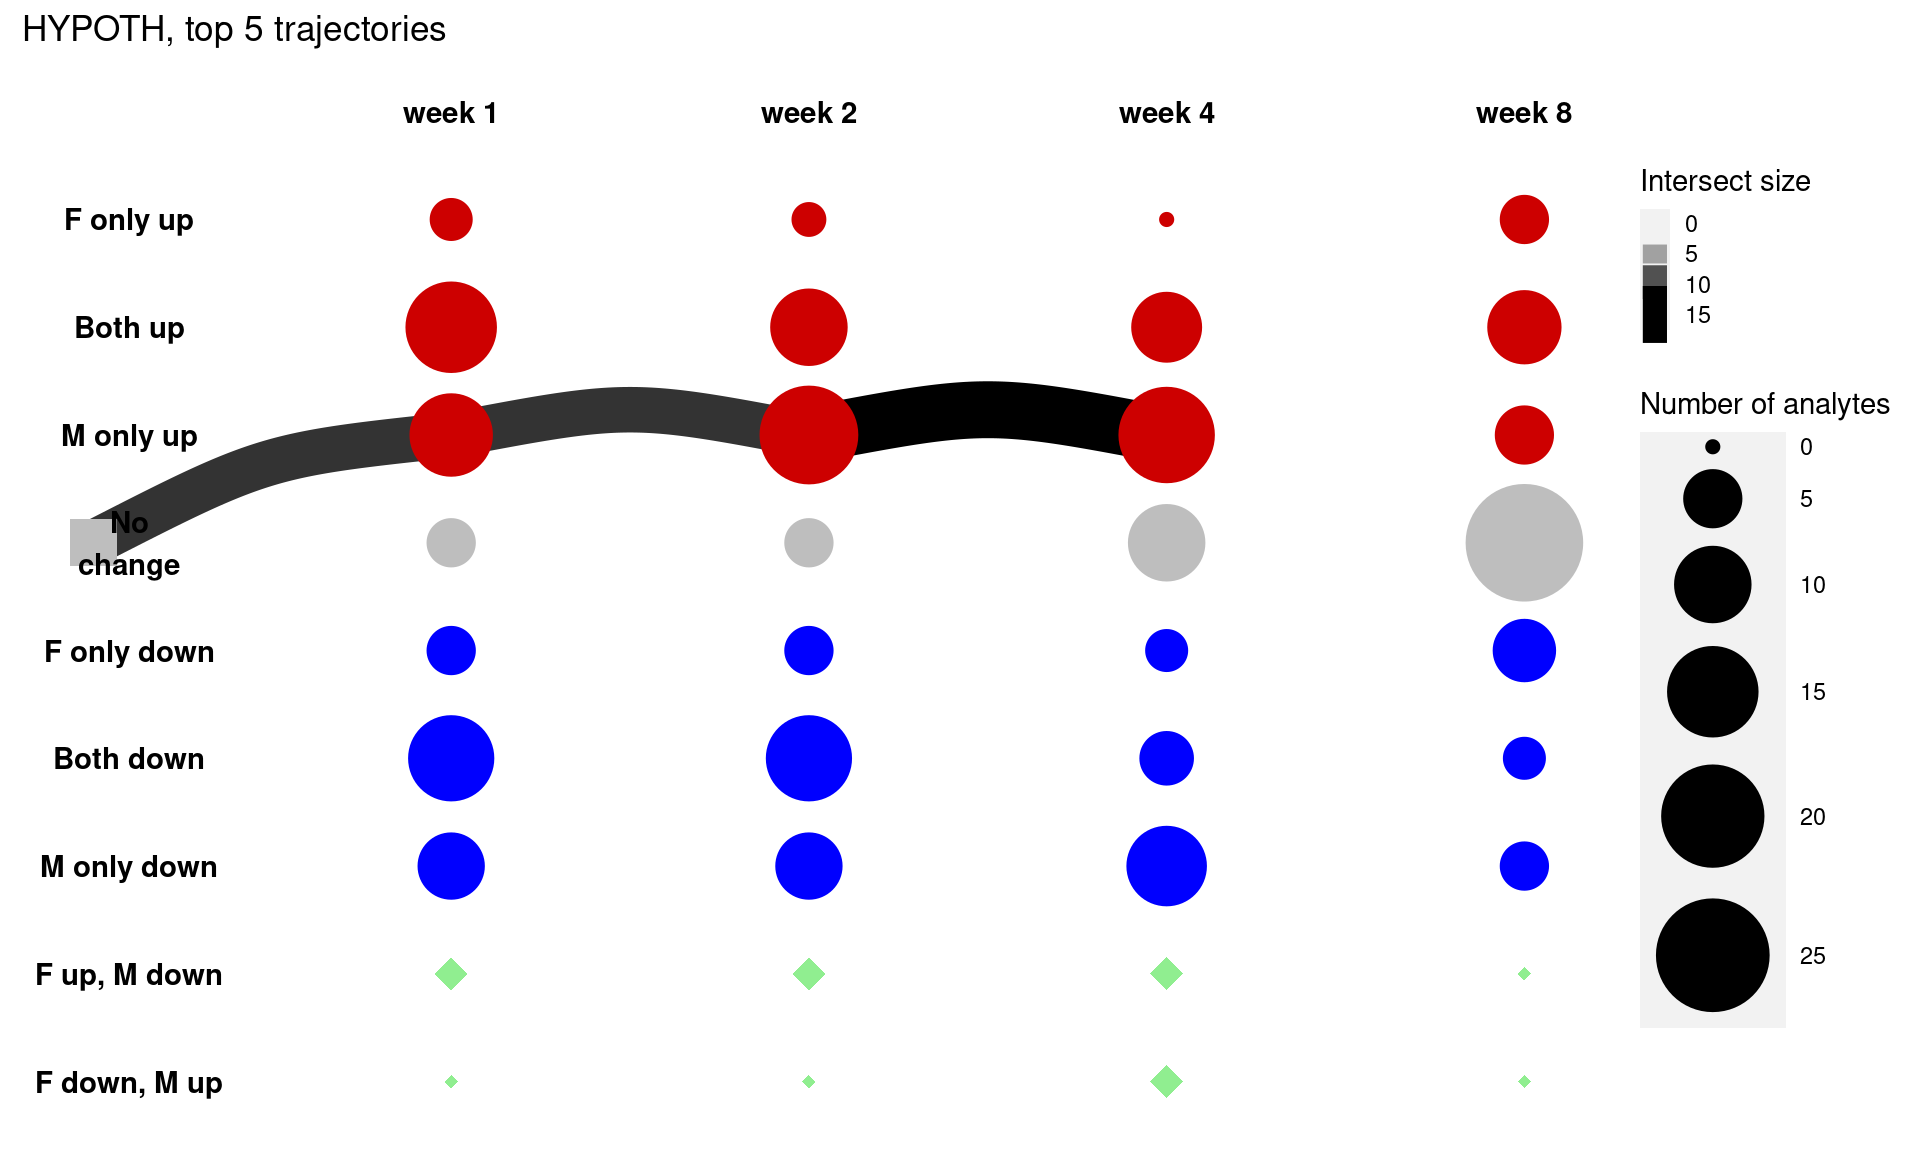 HYPOTH, top 5 trajectories
week 1 week 2 week 4 week 8
F only up
Both up
M only up
No
change
F only down
Both down
M only down
F up, M down
F down, M up
Intersect size
0
5
10
15
Number of analytes
0
5
10
15
20
25